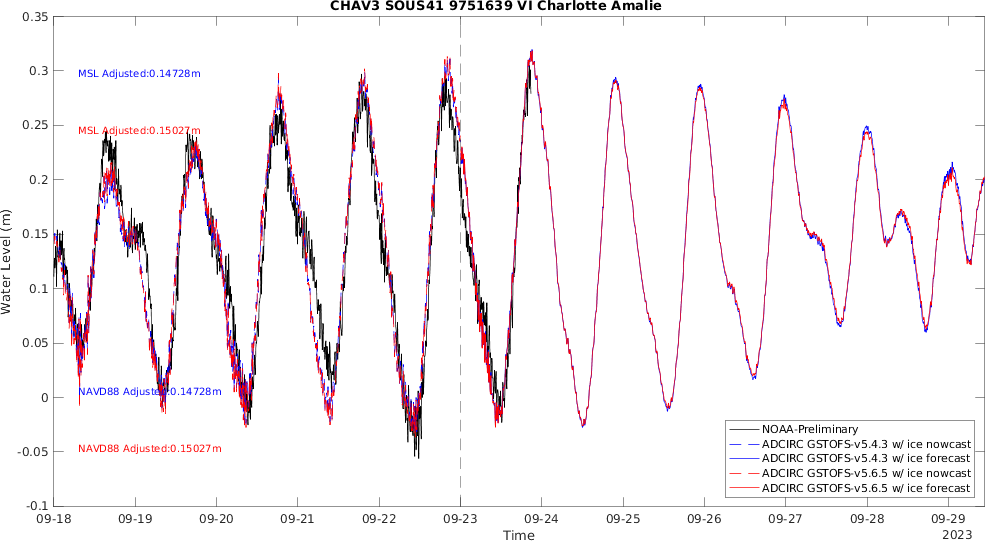 CHAV3 SOUS41 9751639 VI Charlotte Amalie
0.35
0.3
0.25
0.2
0.15
0.1
0.05
0
-0.05
-0.1
Water Level (m)
MSL Adjusted:0.14728m
MSL Adjusted:0.15027m
NAVD88 Adjusted:0.14728m
NAVD88 Adjusted:0.15027m
NOAA-Preliminary
ADCIRC GSTOFS-v5.4.3 w/ ice nowcast
ADCIRC GSTOFS-v5.4.3 w/ ice forecast
ADCIRC GSTOFS-v5.6.5 w/ ice nowcast
ADCIRC GSTOFS-v5.6.5 w/ ice forecast
09-18 09-19 09-20 09-21 09-22 09-23 09-24 09-25 09-26 09-27 09-28 09-29
Time
2023